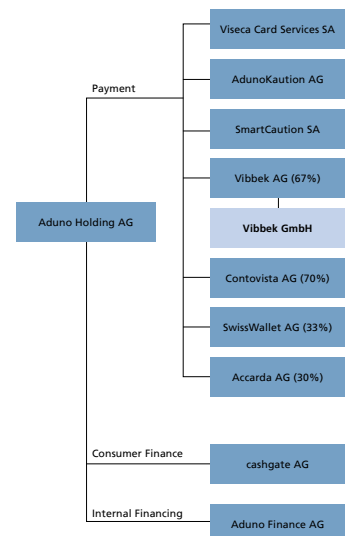 Viseca Card Services SA
AdunoKaution AG
Payment
SmartCaution SA
Vibbek AG (67%)
Aduno Holding AG
Vibbek GmbH
Contovista AG (70%)
SwissWallet AG (33%)
Accarda AG (30%)
Consumer Finance
cashgate AG
Internal Financing
Aduno Finance AG